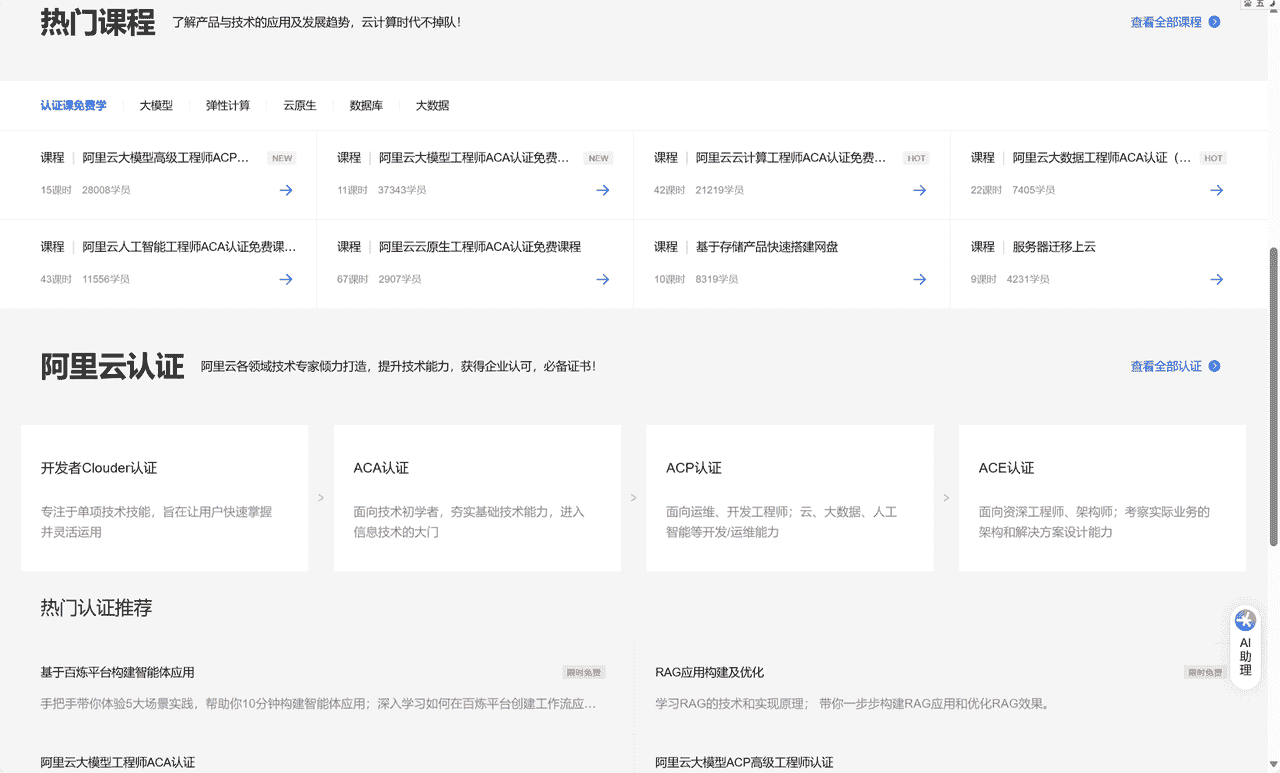 热门课程 了解产品与技术的应用及发展趋势，云计算时代不掉队！ 查看全部课程
认证课免费学 大模型 弹性计算 云原生 数据库 大数据
课程 阿里云大模型高级工程师ACP… NEW
15课时 28008学员
课程 阿里云大模型工程师ACA认证免费… NEW
11课时 37343学员
课程 阿里云云计算工程师ACA认证免费… HOT
42课时 21219学员
课程 阿里云大数据工程师ACA认证（… HOT
22课时 7405学员
课程 阿里云人工智能工程师ACA认证免费课…
43课时 11556学员
课程 阿里云云原生工程师ACA认证免费课程
67课时 2907学员
课程 基于存储产品快速搭建网盘
10课时 8319学员
课程 服务器迁移上云
9课时 4231学员
阿里云认证 阿里云各领域技术专家倾力打造，提升技术能力，获得企业认可，必备证书！ 查看全部认证
开发者Clouder认证
专注于单项技术技能，旨在让用户快速掌握
并灵活运用
>
ACA认证
面向技术初学者，夯实基础技术能力，进入
信息技术的大门
>
ACP认证
面向运维、开发工程师；云、大数据、人工
智能等开发/运维能力
>
ACE认证
面向资深工程师、架构师；考察实际业务的
架构和解决方案设计能力
热门认证推荐
基于百炼平台构建智能体应用 限时免费
手把手带你体验5大场景实践，帮助你10分钟构建智能体应用；深入学习如何在百炼平台创建工作流应…
RAG应用构建及优化 限时免费
学习RAG的技术和实现原理； 带你一步步构建RAG应用和优化RAG效果。
阿里云大模型工程师ACA认证
阿里云大模型ACP高级工程师认证
AI
助
理